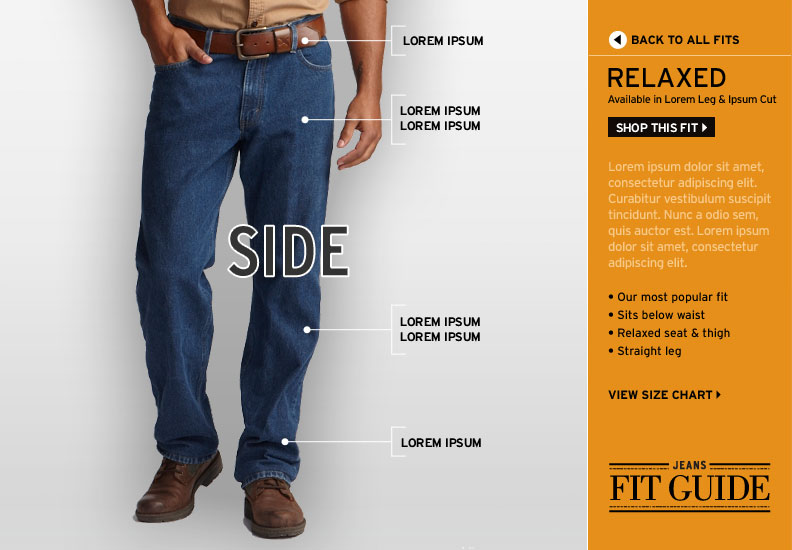 LOREM IPSUM
LOREM IPSUM
LOREM IPSUM
SIDE
LOREM IPSUM
LOREM IPSUM
LOREM IPSUM
BACK TO ALL FITS
RELAXED
Available in Lorem Leg & Ipsum Cut
SHOP THIS FIT
Lorem ipsum dolor sit amet,
consectetur adipiscing elit.
Curabitur vestibulum suscipit
tincidunt. Nunc a odio sem,
quis auctor est. Lorem ipsum
dolor sit amet, consectetur
adipiscing elit.
• Our most popular fit
• Sits below waist
• Relaxed seat & thigh
• Straight leg
VIEW SIZE CHART
JEANS
FIT GUIDE